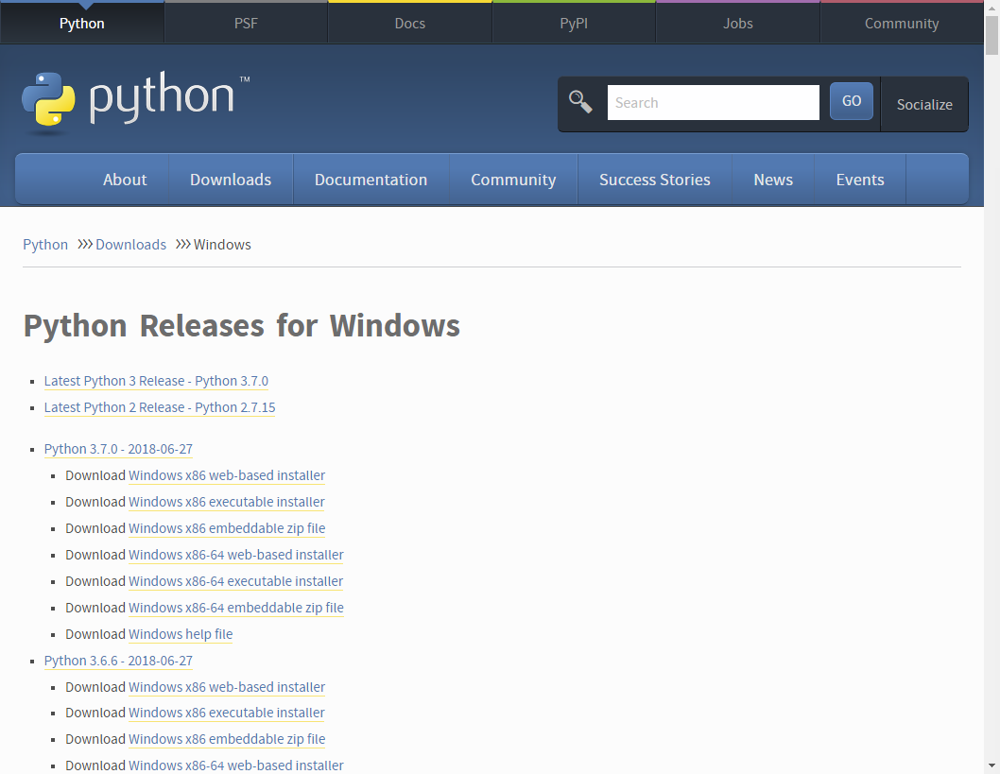 Python PSF Docs PyPI Jobs Community
python™
Search GO Socialize
About Downloads Documentation Community Success Stories News Events
Python >>> Downloads >>> Windows
Python Releases for Windows
Latest Python 3 Release - Python 3.7.0
Latest Python 2 Release - Python 2.7.15
Python 3.7.0 - 2018-06-27
Download Windows x86 web-based installer
Download Windows x86 executable installer
Download Windows x86 embeddable zip file
Download Windows x86-64 web-based installer
Download Windows x86-64 executable installer
Download Windows x86-64 embeddable zip file
Download Windows help file
Python 3.6.6 - 2018-06-27
Download Windows x86 web-based installer
Download Windows x86 executable installer
Download Windows x86 embeddable zip file
Download Windows x86-64 web-based installer